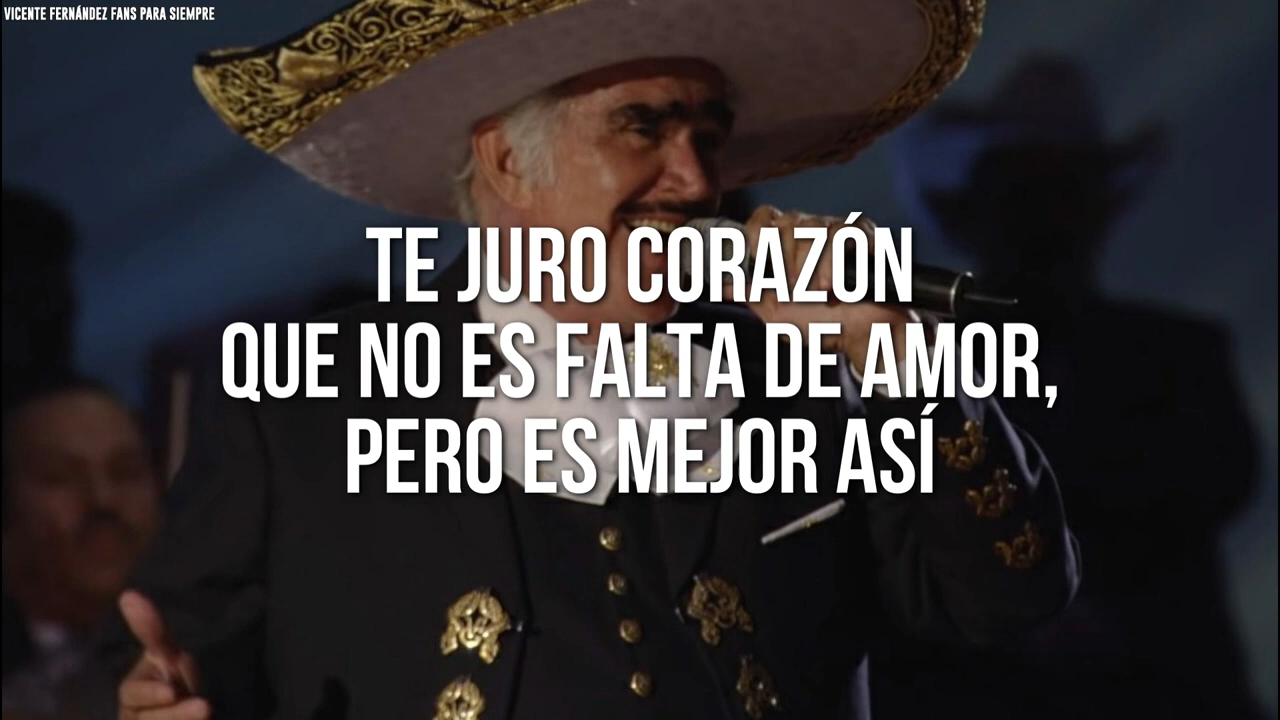 VICENTE FERNÁNDEZ FANS PARA SIEMPRE
TE JURO CORAZÓN
QUE NO ES FALTA DE AMOR,
PERO ES MEJOR ASÍ